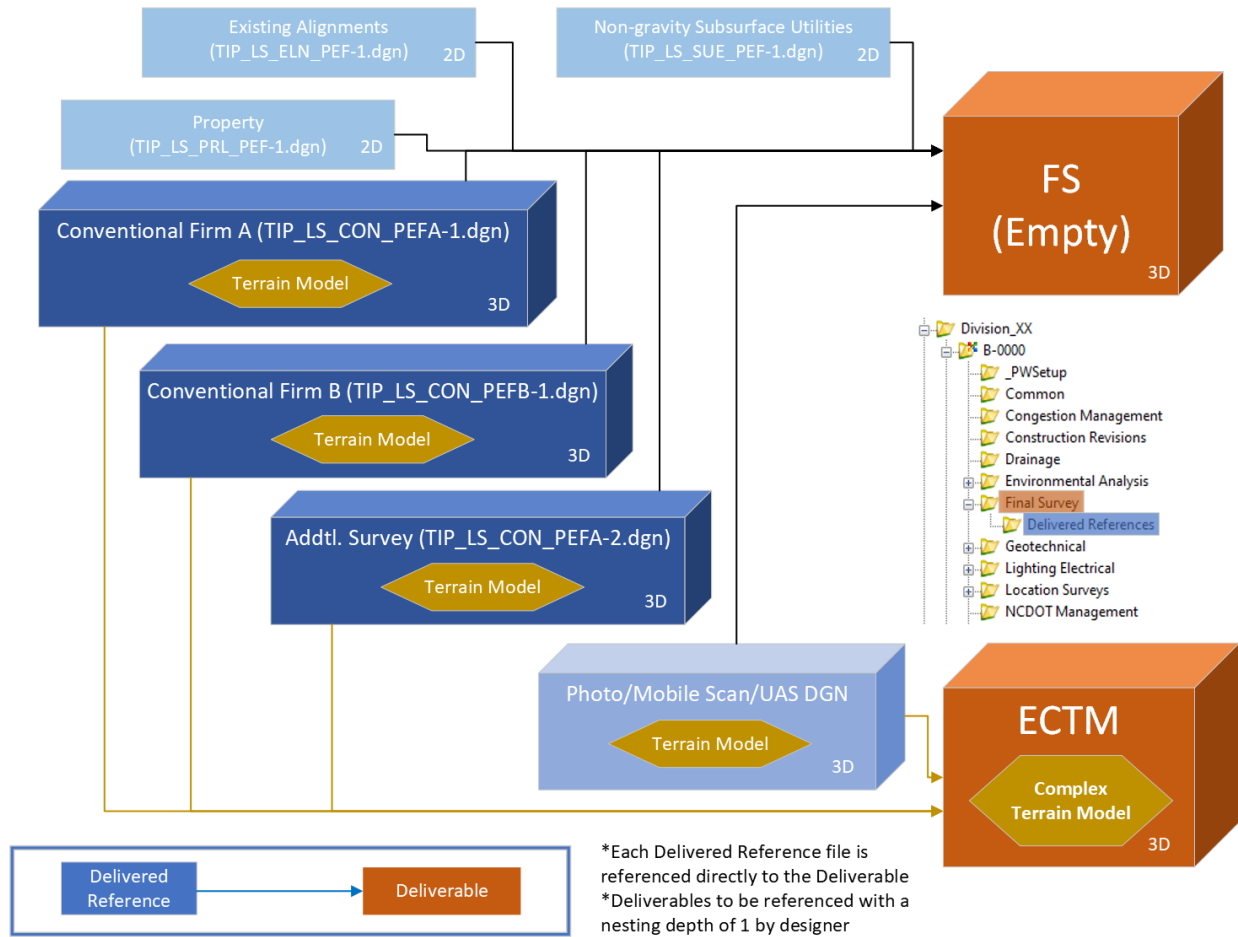 Existing Alignments
(TIP_LS_ELN_PEF-1.dgn)
2D
Non-gravity Subsurface Utilities
(TIP_LS_SUE_PEF-1.dgn)
2D
Property
(TIP_LS_PRL_PEF-1.dgn)
2D
FS
(Empty)
3D
Conventional Firm A (TIP_LS_CON_PEFA-1.dgn)
Terrain Model
3D
Conventional Firm B (TIP_LS_CON_PEFB-1.dgn)
Terrain Model
3D
Addtl. Survey (TIP_LS_CON_PEFA-2.dgn)
Terrain Model
3D
Division_XX
B-0000
_PWSetup
Common
Congestion Management
Construction Revisions
Drainage
Environmental Analysis
Final Survey
Delivered References
Geotechnical
Lighting Electrical
Location Surveys
NCDOT Management
Photo/Mobile Scan/UAS DGN
Terrain Model
3D
ECTM
Complex
Terrain Model
3D
Delivered
Reference
Deliverable
*Each Delivered Reference file is
referenced directly to the Deliverable
*Deliverables to be referenced with a
nesting depth of 1 by designer